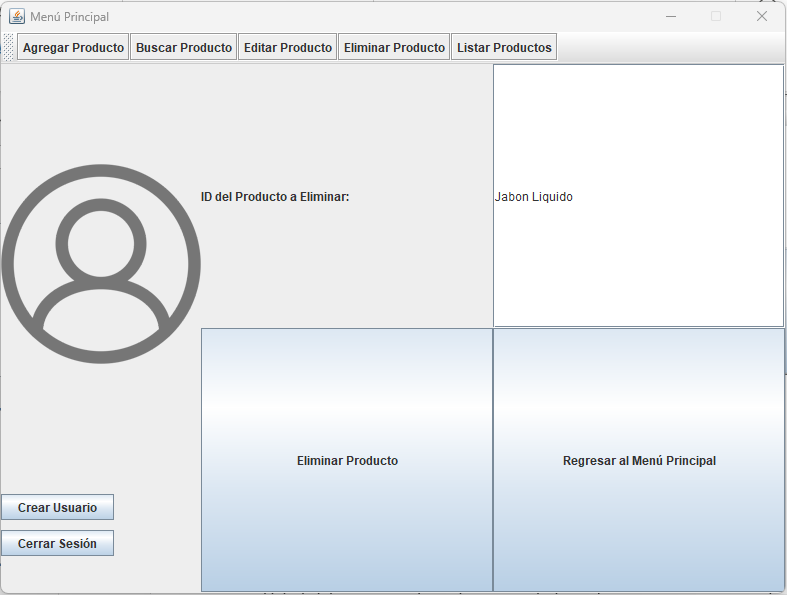 Menú Principal
Agregar Producto Buscar Producto Editar Producto Eliminar Producto Listar Productos
ID del Producto a Eliminar: Jabon Liquido
Eliminar Producto Regresar al Menú Principal
Crear Usuario
Cerrar Sesión